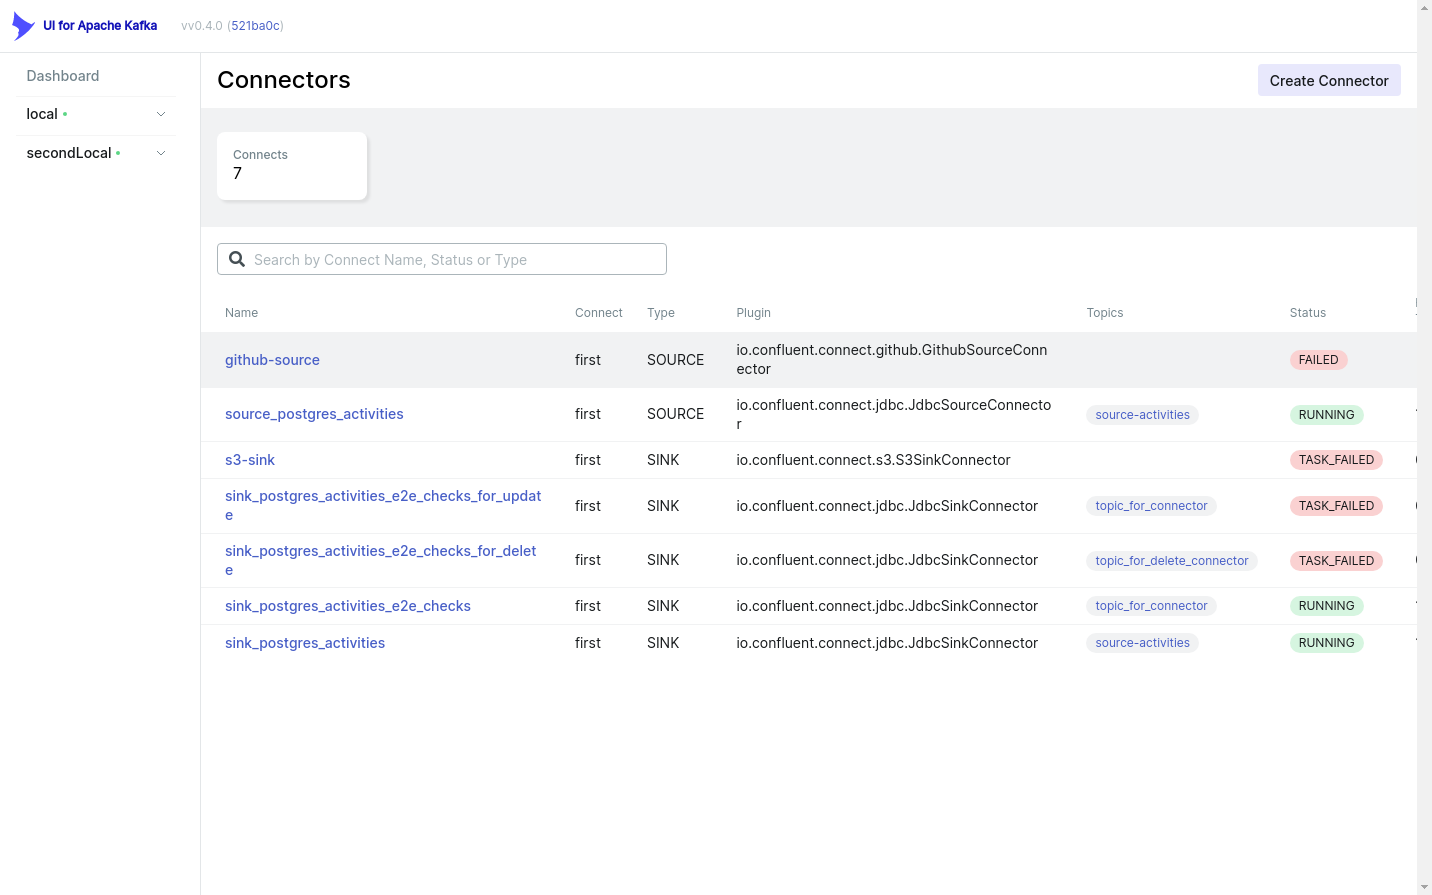 UI for Apache Kafka vv0.4.0 (521ba0c)
Dashboard
local
secondLocal
Connectors
Create Connector
Connects
7
Search by Connect Name, Status or Type
Name Connect Type Plugin Topics Status
github-source first SOURCE io.confluent.connect.github.GithubSourceConn
ector FAILED
source_postgres_activities first SOURCE io.confluent.connect.jdbc.JdbcSourceConnecto
r source-activities RUNNING
s3-sink first SINK io.confluent.connect.s3.S3SinkConnector TASK_FAILED
sink_postgres_activities_e2e_checks_for_updat
e first SINK io.confluent.connect.jdbc.JdbcSinkConnector topic_for_connector TASK_FAILED
sink_postgres_activities_e2e_checks_for_delet
e first SINK io.confluent.connect.jdbc.JdbcSinkConnector topic_for_delete_connector TASK_FAILED
sink_postgres_activities_e2e_checks first SINK io.confluent.connect.jdbc.JdbcSinkConnector topic_for_connector RUNNING
sink_postgres_activities first SINK io.confluent.connect.jdbc.JdbcSinkConnector source-activities RUNNING